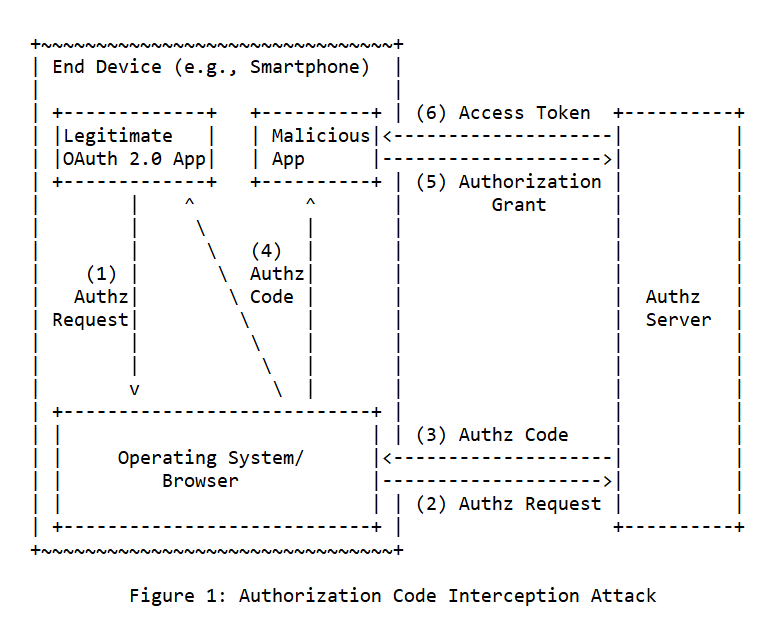 End Device (e.g., Smartphone)
(6) Access Token
Legitimate
OAuth 2.0 App
Malicious
App
(5) Authorization
Grant
(4)
Authz
Code
(1)
Authz
Request
Authz
Server
(3) Authz Code
Operating System/
Browser
(2) Authz Request
Figure 1: Authorization Code Interception Attack